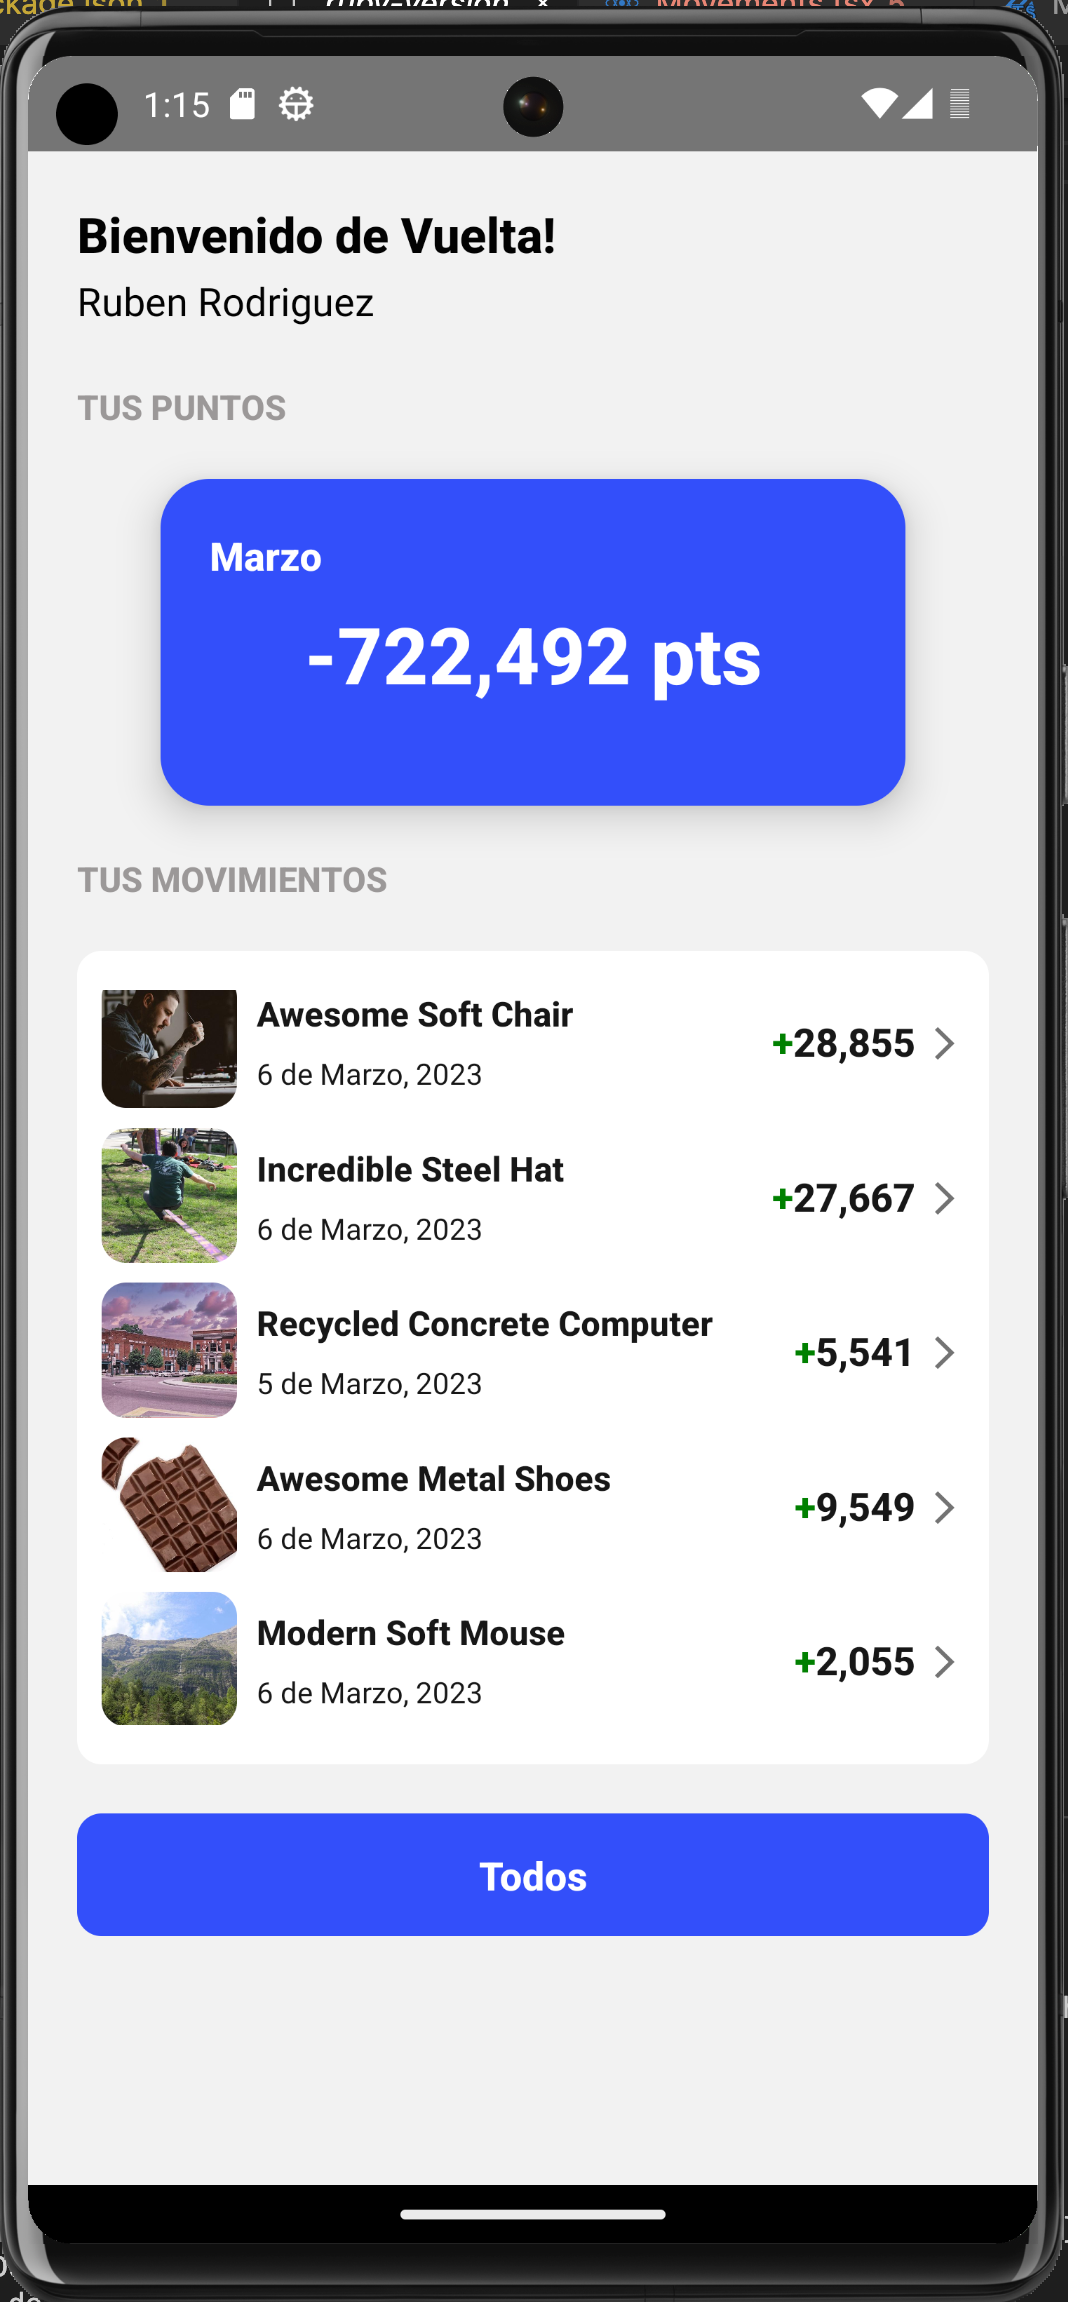 1:15
Bienvenido de Vuelta!
Ruben Rodriguez
TUS PUNTOS
Marzo
-722,492 pts
TUS MOVIMIENTOS
Awesome Soft Chair
6 de Marzo, 2023
+28,855
Incredible Steel Hat
6 de Marzo, 2023
+27,667
Recycled Concrete Computer
5 de Marzo, 2023
+5,541
Awesome Metal Shoes
6 de Marzo, 2023
+9,549
Modern Soft Mouse
6 de Marzo, 2023
+2,055
Todos